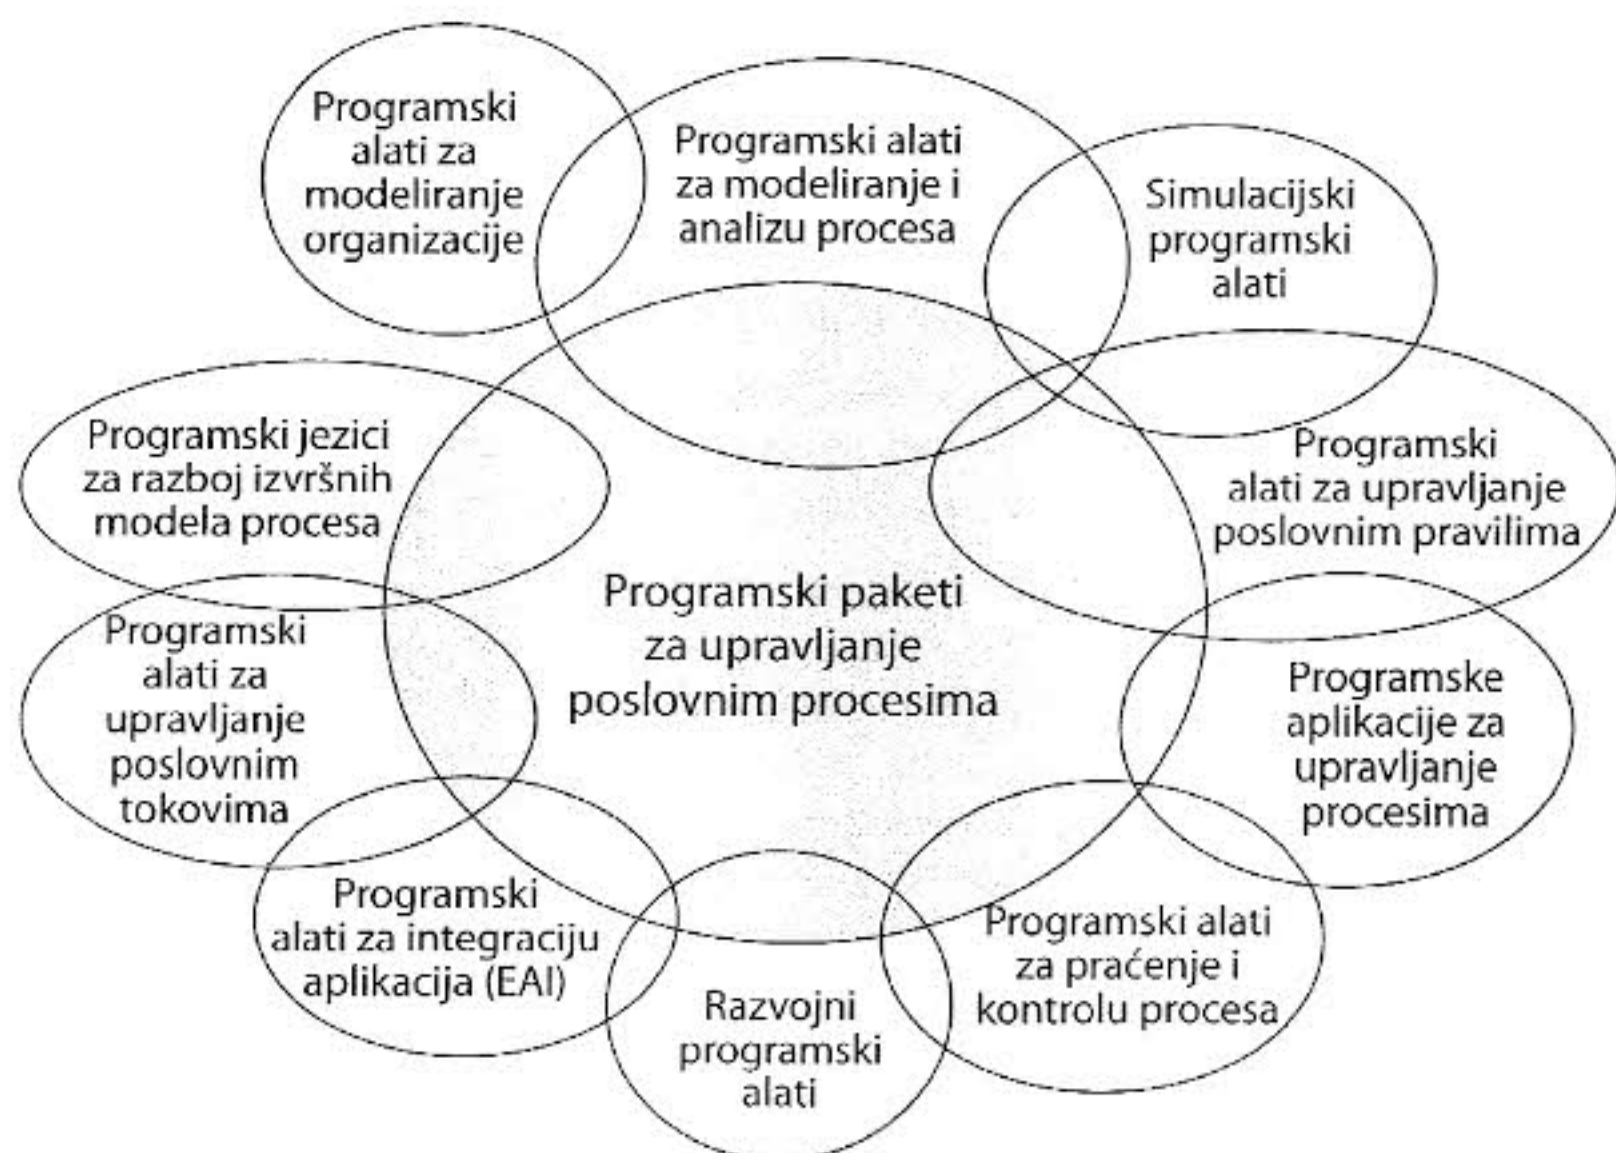 Programski
alati za
modeliranje
organizacije
Programski alati
za modeliranje i
analizu procesa
Simulacijski
programski
alati
Programski jezici
za razboj izvršnih
modela procesa
Programski
alati za upravljanje
poslovnim pravilima
Programski paketi
za upravljanje
poslovnim procesima
Programski
alati za
upravljanje
poslovnim
tokovima
Programske
aplikacije za
upravljanje
procesima
Programski
alati za integraciju
aplikacija (EAI)
Razvojni
programski
alati
Programski alati
za praćenje i
kontrolu procesa